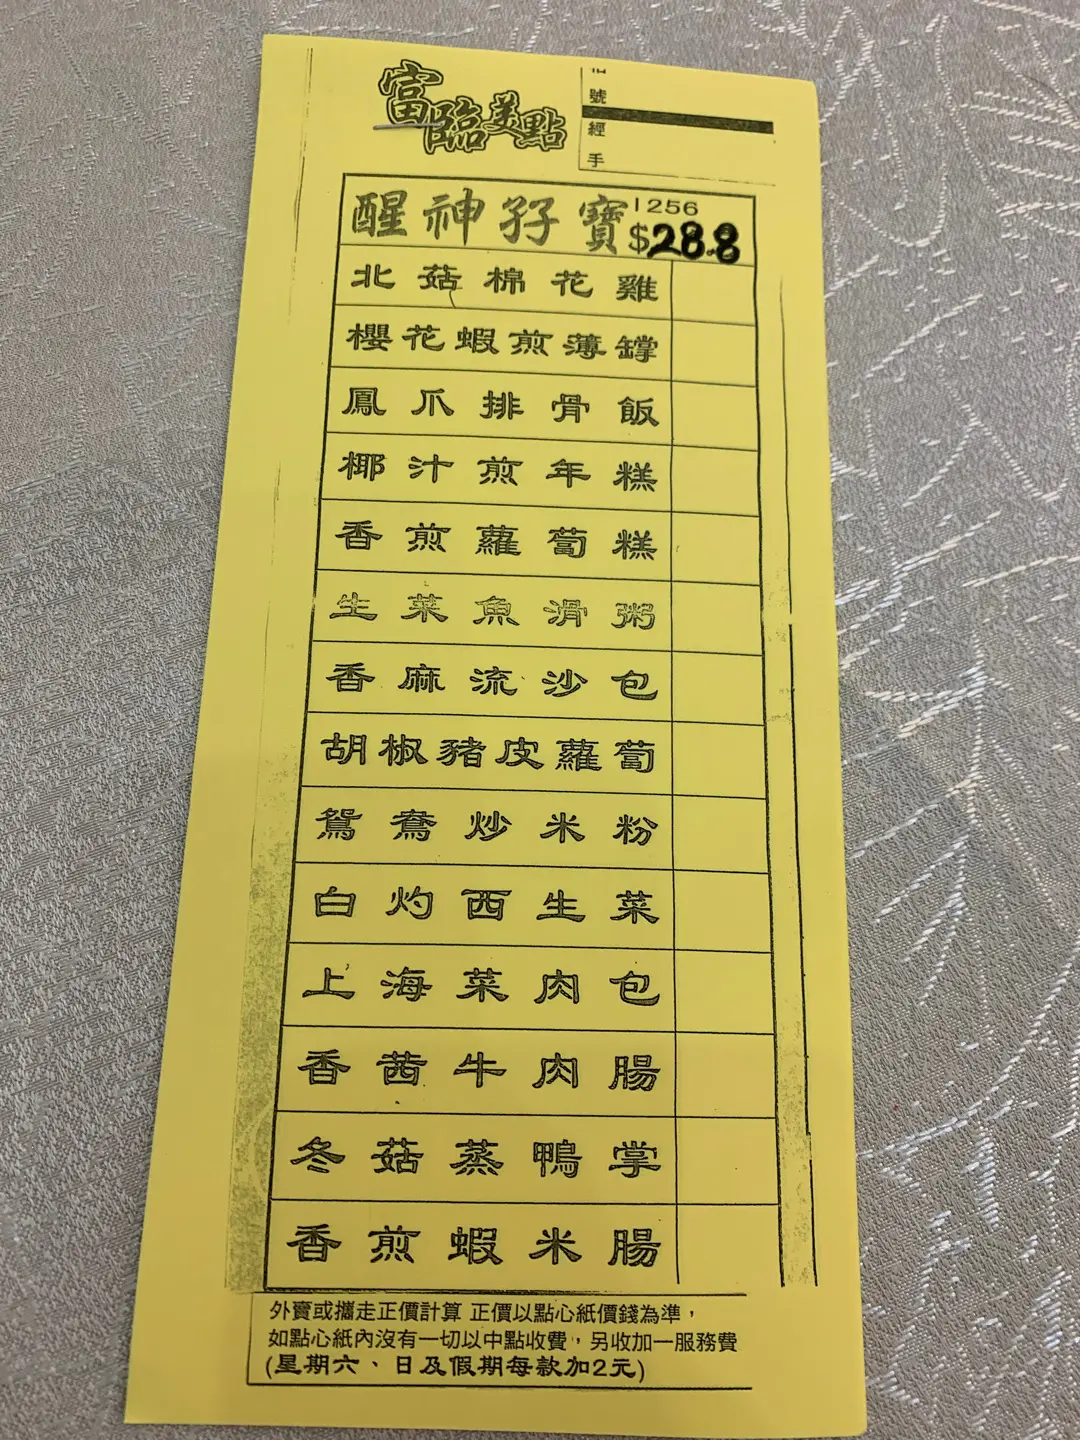 富臨美點
號
經
手
醒神孖寶
1256
$28.8
北菇棉花雞
櫻花蝦煎薄罉
鳳爪排骨飯
椰汁煎年糕
香煎蘿蔔糕
生菜魚滑粥
香麻流沙包
胡椒豬皮蘿蔔
鴛鴦炒米粉
白灼西生菜
上海菜肉包
香茜牛肉腸
冬菇蒸鴨掌
香煎蝦米腸
外賣或攜走正價計算 正價以點心紙價錢為準，
如點心紙內沒有一切以中點收費，另收加一服務費
(星期六、日及假期每款加2元)